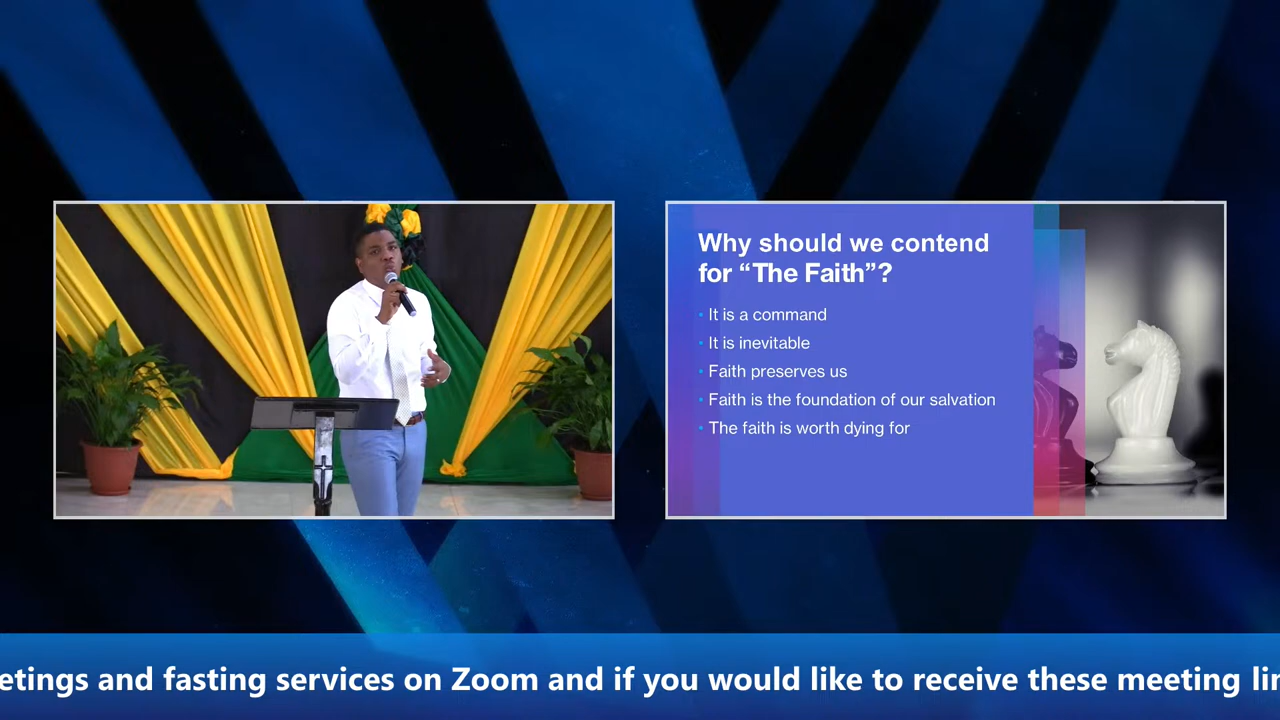 Why should we contend
for “The Faith”?
• It is a command
• It is inevitable
• Faith preserves us
• Faith is the foundation of our salvation
• The faith is worth dying for
and fasting services on Zoom and if you would like to receive these meeting